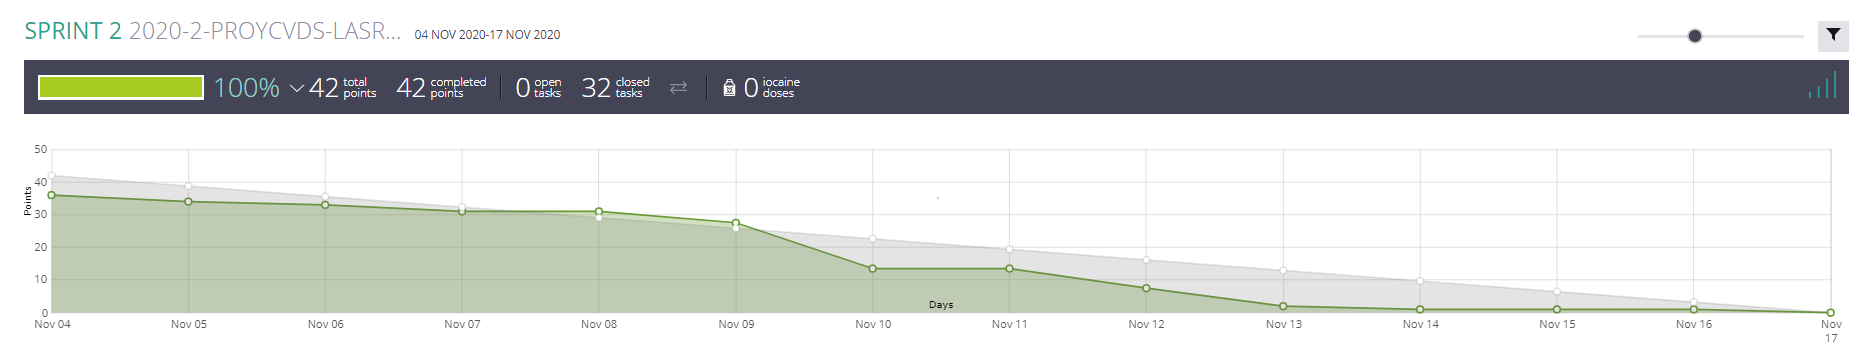 SPRINT 2 2020-2-PROYCVDS-LASR... 04 NOV 2020-17 NOV 2020
100% 42 total points 42 completed points 0 open tasks 32 closed tasks 0 iocaine doses
50
40
30
20
10
0
Points
Days
Nov 04 Nov 05 Nov 06 Nov 07 Nov 08 Nov 09 Nov 10 Nov 11 Nov 12 Nov 13 Nov 14 Nov 15 Nov 16 Nov 17